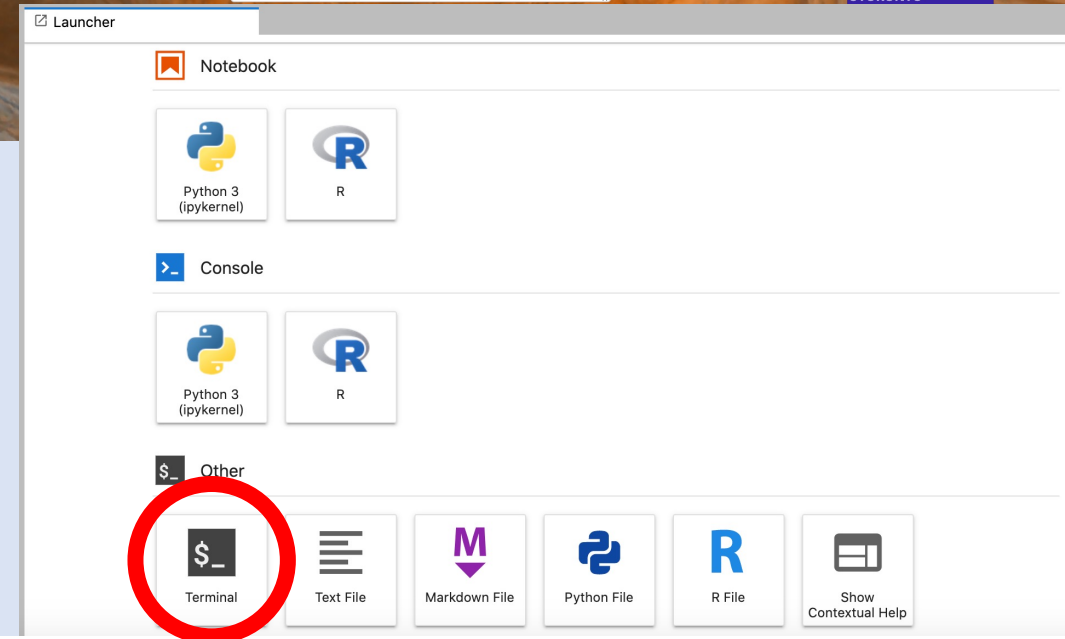 Launcher
Notebook
Python 3
(ipykernel)
R
Console
Python 3
(ipykernel)
R
$_ Other
$_
Terminal
Text File
M
Markdown File
Python File
R
R File
Show
Contextual Help